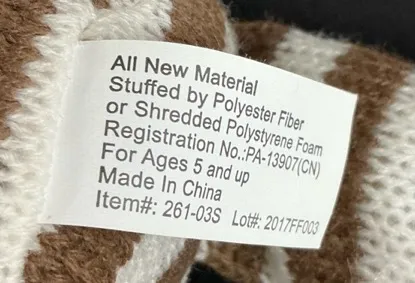 All New Material
Stuffed by Polyester Fiber
or Shredded Polystyrene Foam
Registration No.:PA-13907(CN)
For Ages 5 and up
Made In China
Item#: 261-03S Lot#: 2017FF003